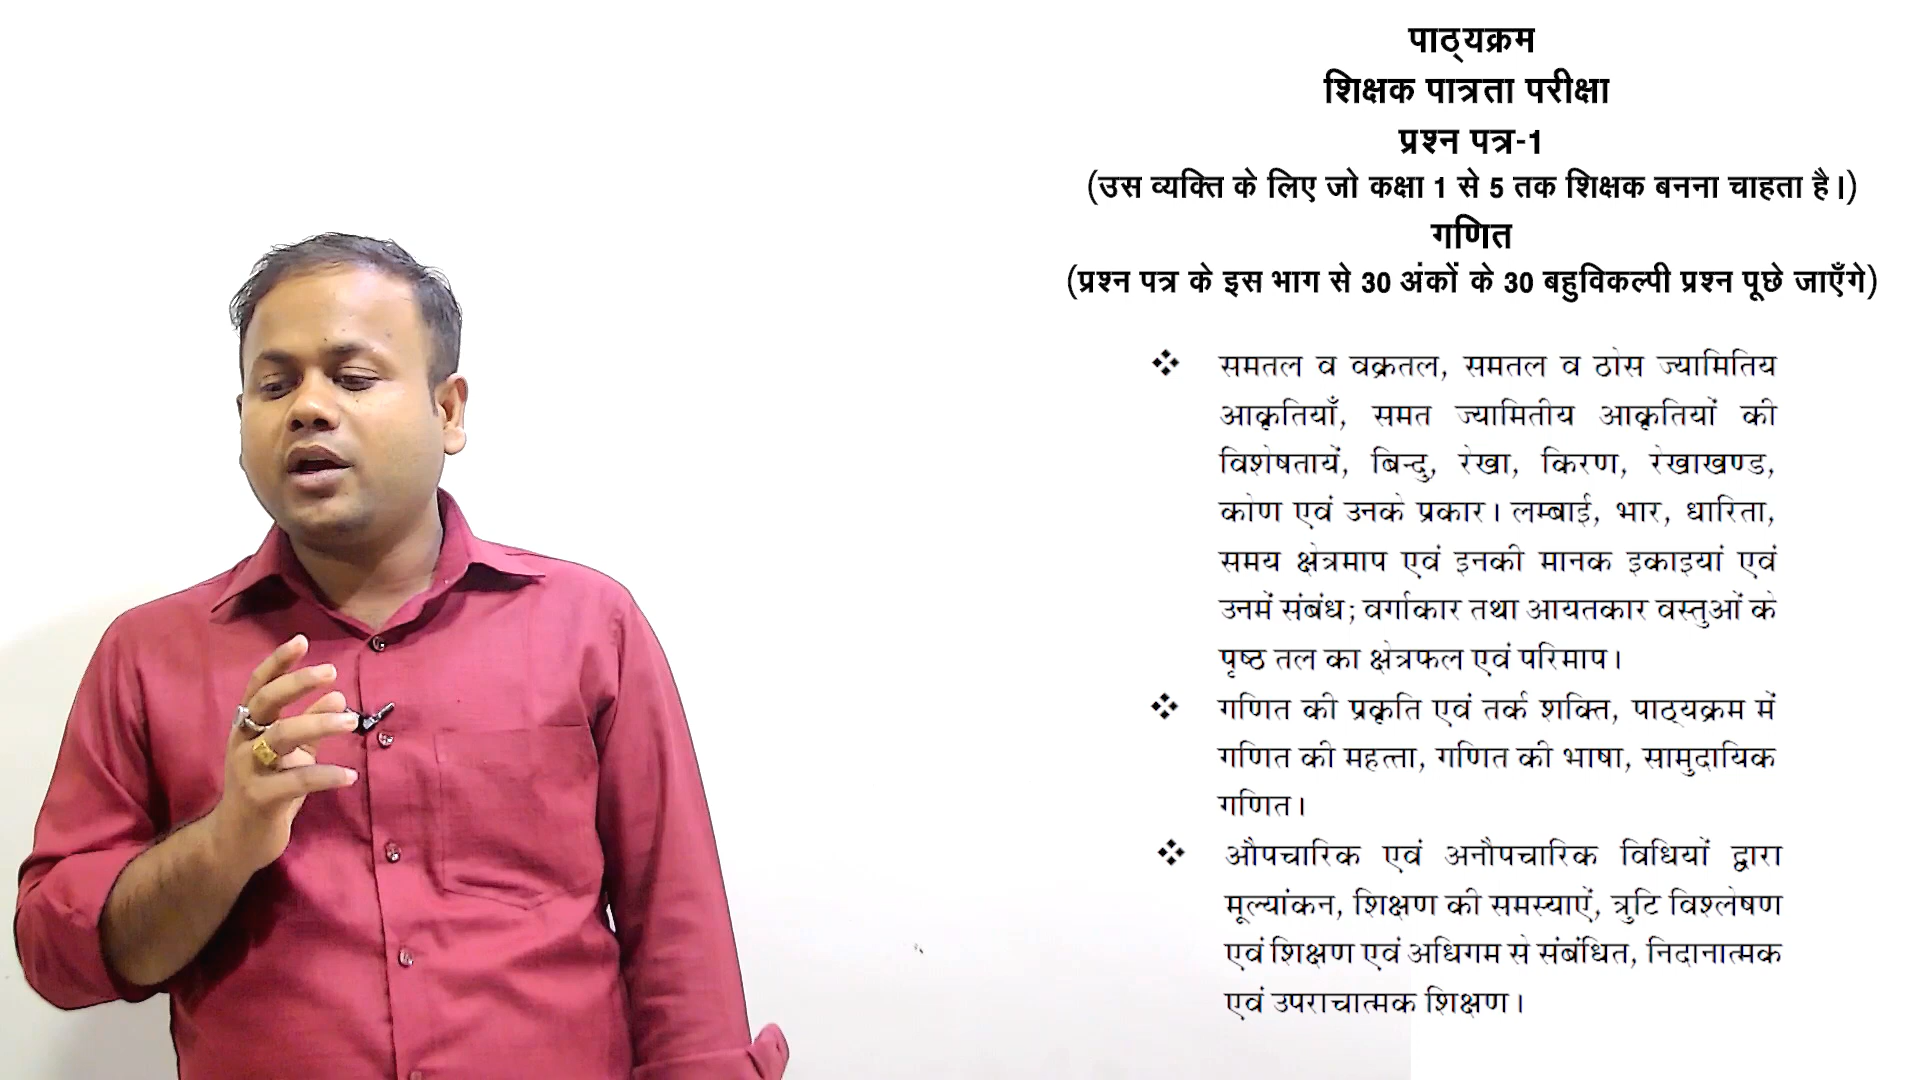 पाठ्यक्रम
शिक्षक पात्रता परीक्षा
प्रश्न पत्र-1
(उस व्यक्ति के लिए जो कक्षा 1 से 5 तक शिक्षक बनना चाहता है।)
गणित
(प्रश्न पत्र के इस भाग से 30 अंकों के 30 बहुविकल्पी प्रश्न पूछे जाएँगे)
❖ समतल व वक्रतल, समतल व ठोस ज्यामितिय
आकृतियाँ, समत ज्यामितीय आकृतियों की
विशेषतायें, बिन्दु, रेखा, किरण, रेखाखण्ड,
कोण एवं उनके प्रकार। लम्बाई, भार, धारिता,
समय क्षेत्रमाप एवं इनकी मानक इकाइयां एवं
उनमें संबंध; वर्गाकार तथा आयतकार वस्तुओं के
पृष्ठ तल का क्षेत्रफल एवं परिमाप।
❖ गणित की प्रकृति एवं तर्क शक्ति, पाठ्यक्रम में
गणित की महत्ता, गणित की भाषा, सामुदायिक
गणित।
❖ औपचारिक एवं अनौपचारिक विधियों द्वारा
मूल्यांकन, शिक्षण की समस्याऐं, त्रुटि विश्लेषण
एवं शिक्षण एवं अधिगम से संबंधित, निदानात्मक
एवं उपराचात्मक शिक्षण।